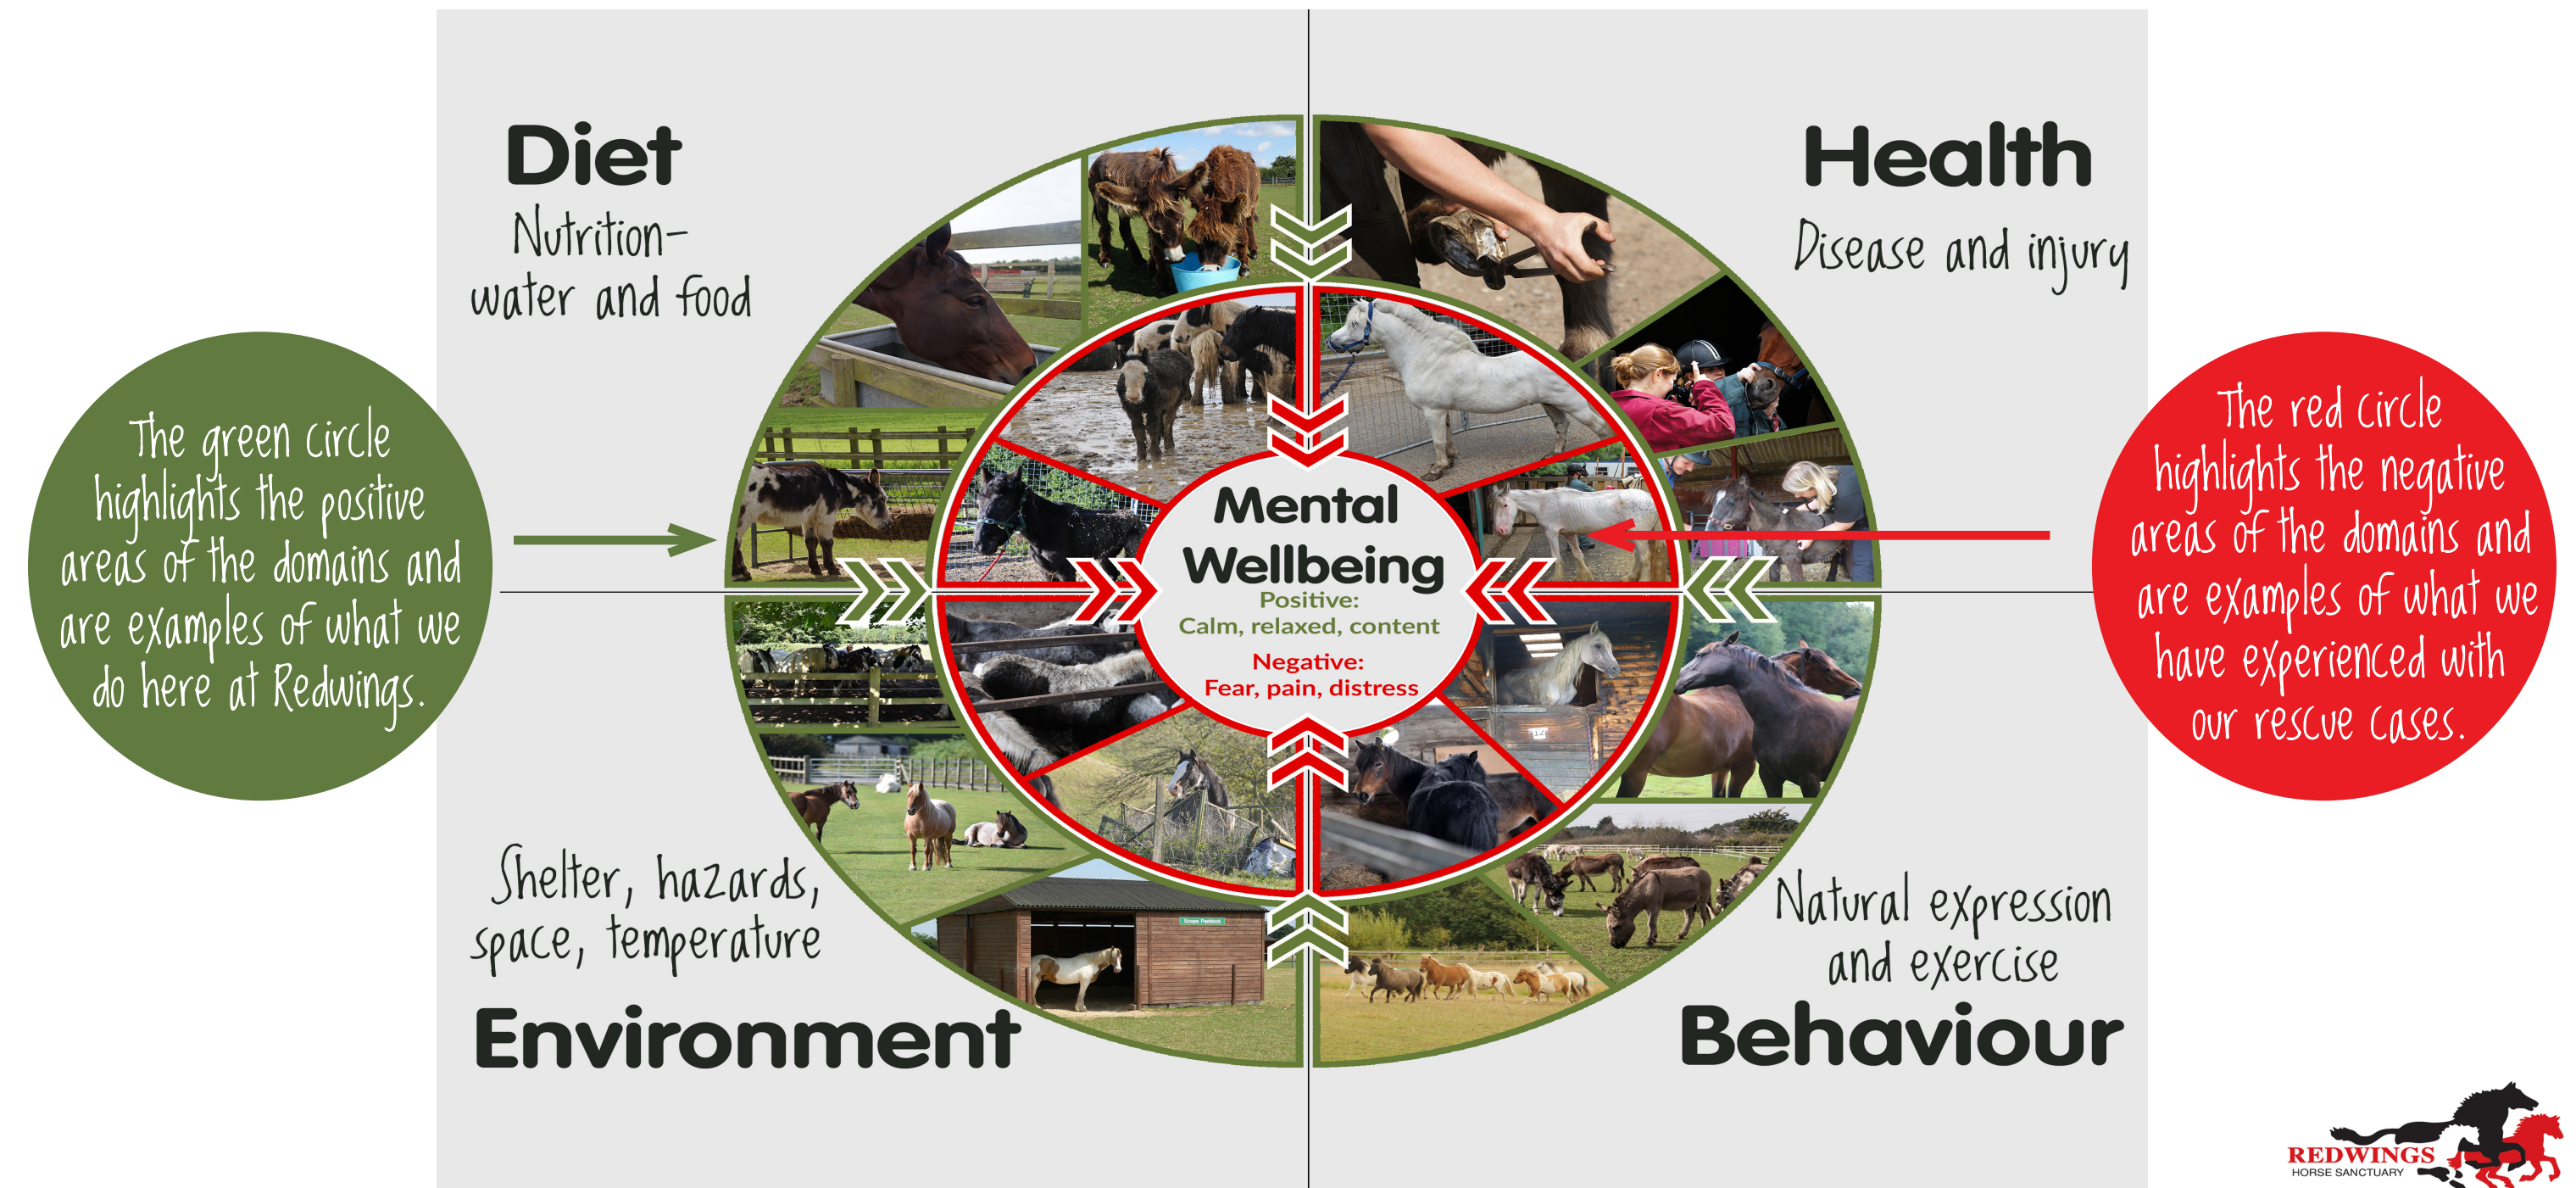 Diet
Nutrition-
water and food
Health
Disease and injury
The green circle
highlights the positive
areas of the domains and
are examples of what we
do here at Redwings.
Mental
Wellbeing
Positive:
Calm, relaxed, content
Negative:
Fear, pain, distress
The red circle
highlights the negative
areas of the domains and
are examples of what we
have experienced with
our rescue cases.
17
Shelter, hazards,
space, temperature
Environment
Scops Paddock
Natural expression
and exercise
Behaviour
REDWINGS
HORSE SANCTUARY